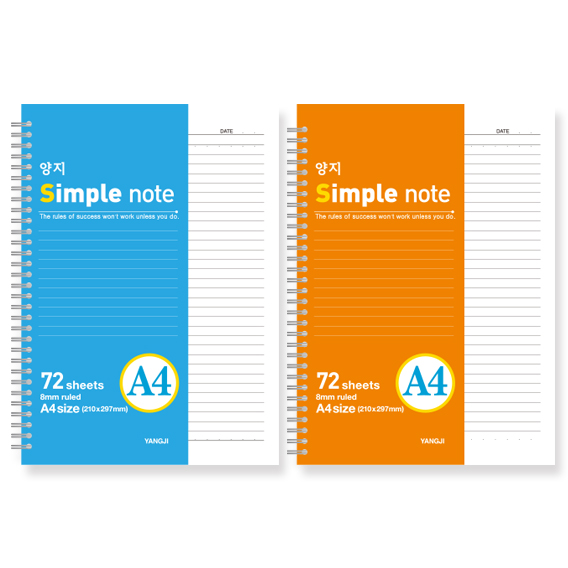 DATE
양지
Simple note
The rules of success won't work unless you do.
72 sheets
8mm ruled
A4 size (210x297mm)
A4
YANGJI
DATE
양지
Simple note
The rules of success won't work unless you do.
72 sheets
8mm ruled
A4 size (210x297mm)
A4
YANGJI